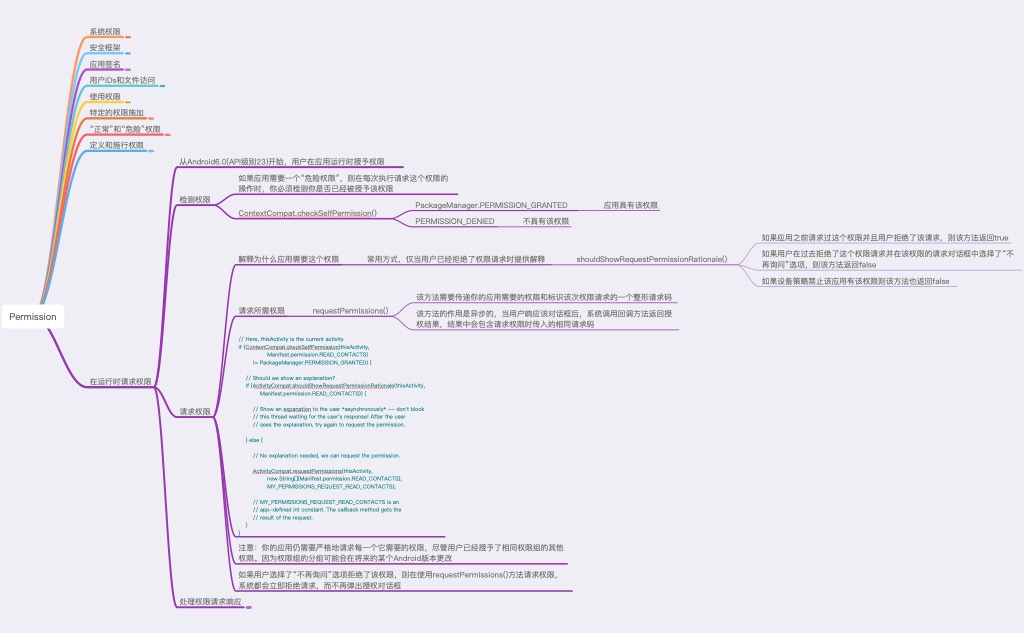 系统权限
安全框架
应用签名
用户IDs和文件访问
使用权限
特定的权限施加
“正常”和“危险”权限
定义和施行权限
Permission
在运行时请求权限
从Android6.0(API级别23)开始，用户在应用运行时授予权限
检测权限
如果应用需要一个“危险权限”，则在每次执行请求这个权限的
操作时，你必须检测你是否已经被授予该权限
ContextCompat.checkSelfPermission()
PackageManager.PERMISSION_GRANTED
应用具有该权限
PERMISSION_DENIED
不具有该权限
请求权限
解释为什么应用需要这个权限
常用方式，仅当用户已经拒绝了权限请求时提供解释
shouldShowRequestPermissionRationale()
如果应用之前请求过这个权限并且用户拒绝了该请求，则该方法返回true
如果用户在过去拒绝了这个权限请求并在该权限的请求对话框中选择了“不
再询问”选项，则该方法返回false
如果设备策略禁止该应用有该权限则该方法也返回false
请求所需权限
requestPermissions()
该方法需要传递你的应用需要的权限和标识该次权限请求的一个整形请求码
该方法的作用是异步的，当用户响应该对话框后，系统调用回调方法返回授
权结果，结果中会包含请求权限时传入的相同请求码
// Here, thisActivity is the current activity
if (ContextCompat.checkSelfPermission(thisActivity,
Manifest.permission.READ_CONTACTS)
!= PackageManager.PERMISSION_GRANTED) {
// Should we show an explanation?
if (ActivityCompat.shouldShowRequestPermissionRationale(thisActivity,
Manifest.permission.READ_CONTACTS)) {
// Show an expanation to the user *asynchronously* -- don't block
// this thread waiting for the user's response! After the user
// sees the explanation, try again to request the permission.
} else {
// No explanation needed, we can request the permission.
ActivityCompat.requestPermissions(thisActivity,
new String[]{Manifest.permission.READ_CONTACTS},
MY_PERMISSIONS_REQUEST_READ_CONTACTS);
// MY_PERMISSIONS_REQUEST_READ_CONTACTS is an
// app-defined int constant. The callback method gets the
// result of the request.
}
}
注意：你的应用仍需要严格地请求每一个它需要的权限，尽管用户已经授予了相同权限组的其他
权限。因为权限组的分组可能会在将来的某个Android版本更改
如果用户选择了“不再询问”选项拒绝了该权限，则在使用requestPermissions()方法请求权限，
系统都会立即拒绝请求，而不再弹出授权对话框
处理权限请求响应